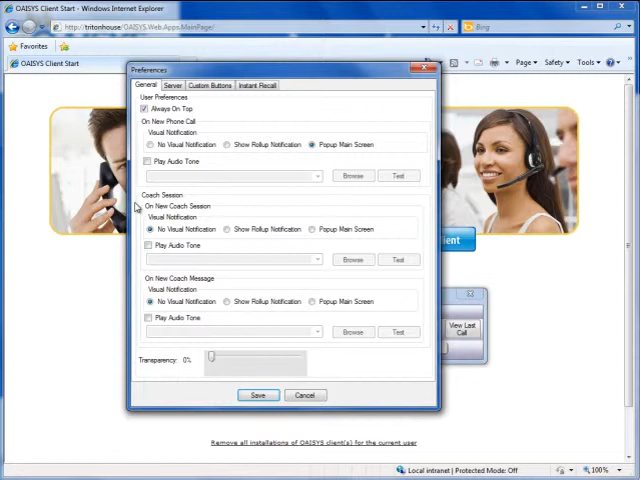 OAISYS Client Start - Windows Internet Explorer
http://tritonhouse/OAISYS.Web.Apps.MainPage/
Bing
Favorites
OAISYS Client Start
Page
Safety
Tools
Preferences
General
Server
Custom Buttons
Instant Recall
User Preferences
Always On Top
On New Phone Call
Visual Notification
No Visual Notification
Show Rollup Notification
Popup Main Screen
Play Audio Tone
Browse
Test
Coach Session
On New Coach Session
Visual Notification
No Visual Notification
Show Rollup Notification
Popup Main Screen
Play Audio Tone
Browse
Test
On New Coach Message
Visual Notification
No Visual Notification
Show Rollup Notification
Popup Main Screen
Play Audio Tone
Browse
Test
Transparency: 0%
Save
Cancel
ient
View Last
Call
Remove all installations of OAISYS client(s) for the current user
Local intranet | Protected Mode: Off
100%